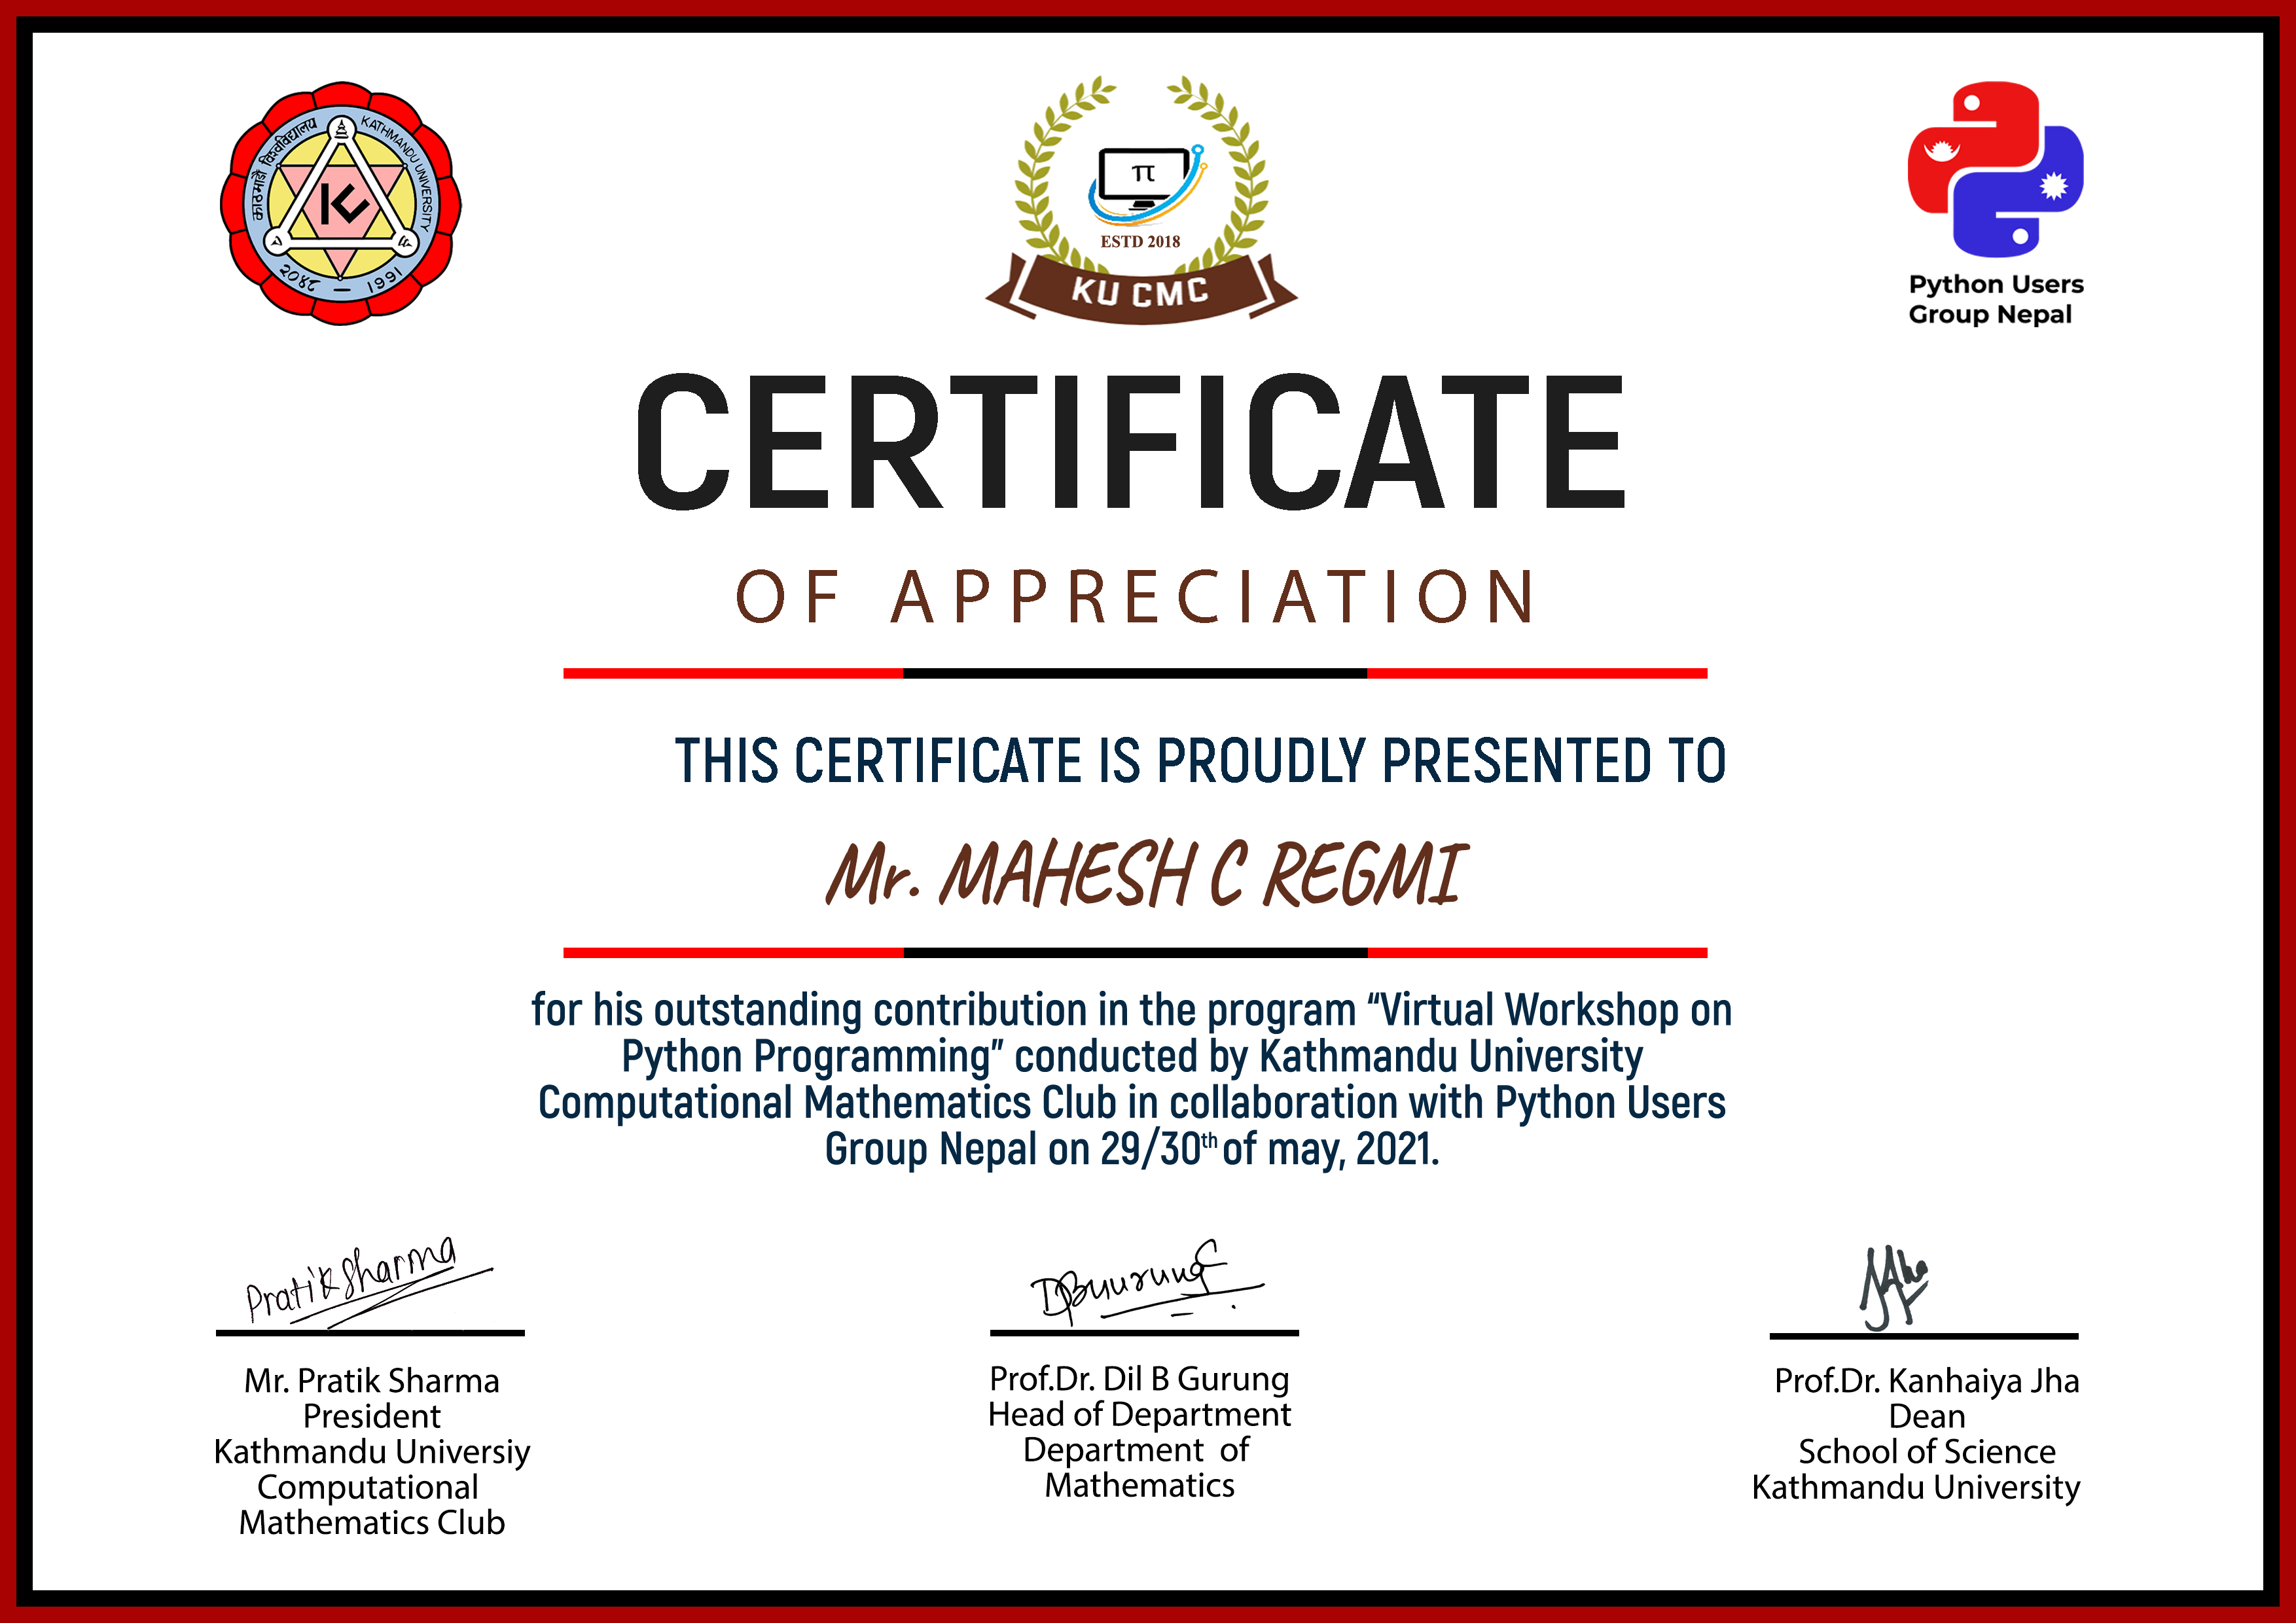 काठमाडौं विश्वविद्यालय
KATHMANDU UNIVERSITY
२०४८ – 1991
π
ESTD 2018
KU CMC
Python Users
Group Nepal
CERTIFICATE
OF APPRECIATION
THIS CERTIFICATE IS PROUDLY PRESENTED TO
Mr. MAHESH C REGMI
for his outstanding contribution in the program “Virtual Workshop on
Python Programming” conducted by Kathmandu University
Computational Mathematics Club in collaboration with Python Users
Group Nepal on 29/30th of may, 2021.
Pratik Sharma
DBGurung
Mr. Pratik Sharma
President
Kathmandu Universiy
Computational
Mathematics Club
Prof.Dr. Dil B Gurung
Head of Department
Department of
Mathematics
Prof.Dr. Kanhaiya Jha
Dean
School of Science
Kathmandu University